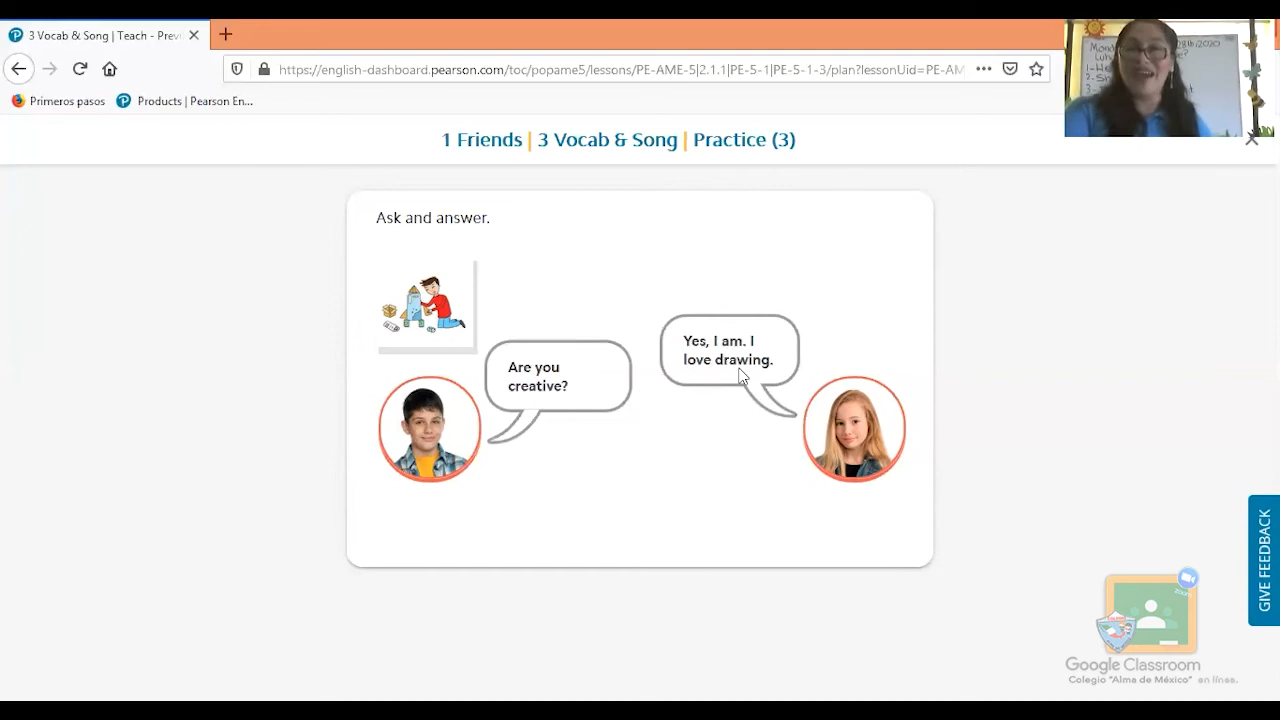 3 Vocab & Song | Teach - Previ
https://english-dashboard.pearson.com/toc/popame5/lessons/PE-AME-5|2.1.1|PE-5-1|PE-5-1-3/plan?lessonUid=PE-AM
Primeros pasos
Products | Pearson En...
1 Friends | 3 Vocab & Song | Practice (3)
Ask and answer.
Yes, I am. I
love drawing.
Are you
creative?
GIVE FEEDBACK
zoom
Google Classroom
Colegio "Alma de México" en línea.